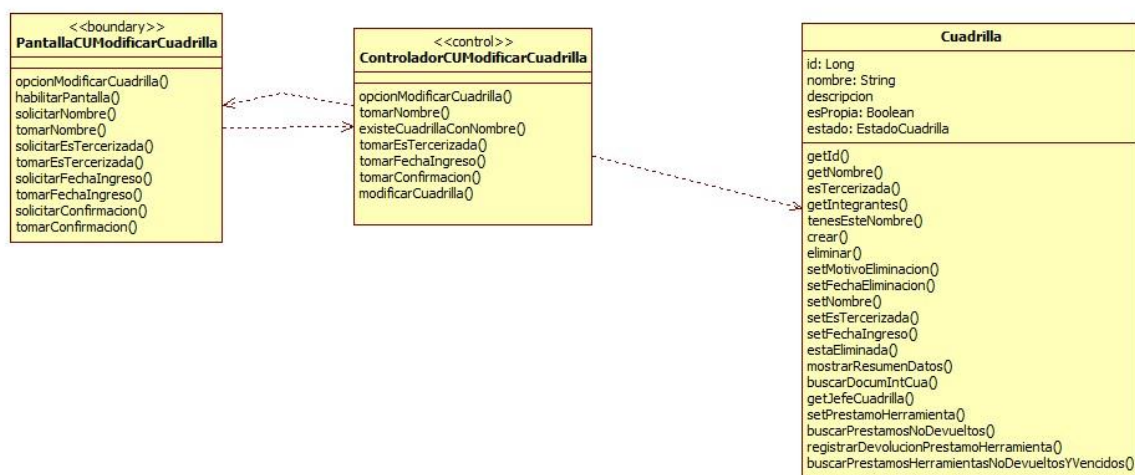 <<boundary>>
PantallaCUModificarCuadrilla
opcionModificarCuadrilla()
habilitarPantalla()
solicitarNombre()
tomarNombre()
solicitarEsTercerizada()
tomarEsTercerizada()
solicitarFechaIngreso()
tomarFechaIngreso()
solicitarConfirmacion()
tomarConfirmacion()
<<control>>
ControladorCUModificarCuadrilla
opcionModificarCuadrilla()
tomarNombre()
existeCuadrillaConNombre()
tomarEsTercerizada()
tomarFechaIngreso()
tomarConfirmacion()
modificarCuadrilla()
Cuadrilla
id: Long
nombre: String
descripcion
esPropia: Boolean
estado: EstadoCuadrilla
getId()
getNombre()
esTercerizada()
getIntegrantes()
tenesEsteNombre()
crear()
eliminar()
setMotivoEliminacion()
setFechaEliminacion()
setNombre()
setEsTercerizada()
setFechaIngreso()
estaEliminada()
mostrarResumenDatos()
buscarDocumIntCua()
getJefeCuadrilla()
setPrestamoHerramienta()
buscarPrestamosNoDevueltos()
registrarDevolucionPrestamoHerramienta()
buscarPrestamosHerramientasNoDevueltosYVencidos()